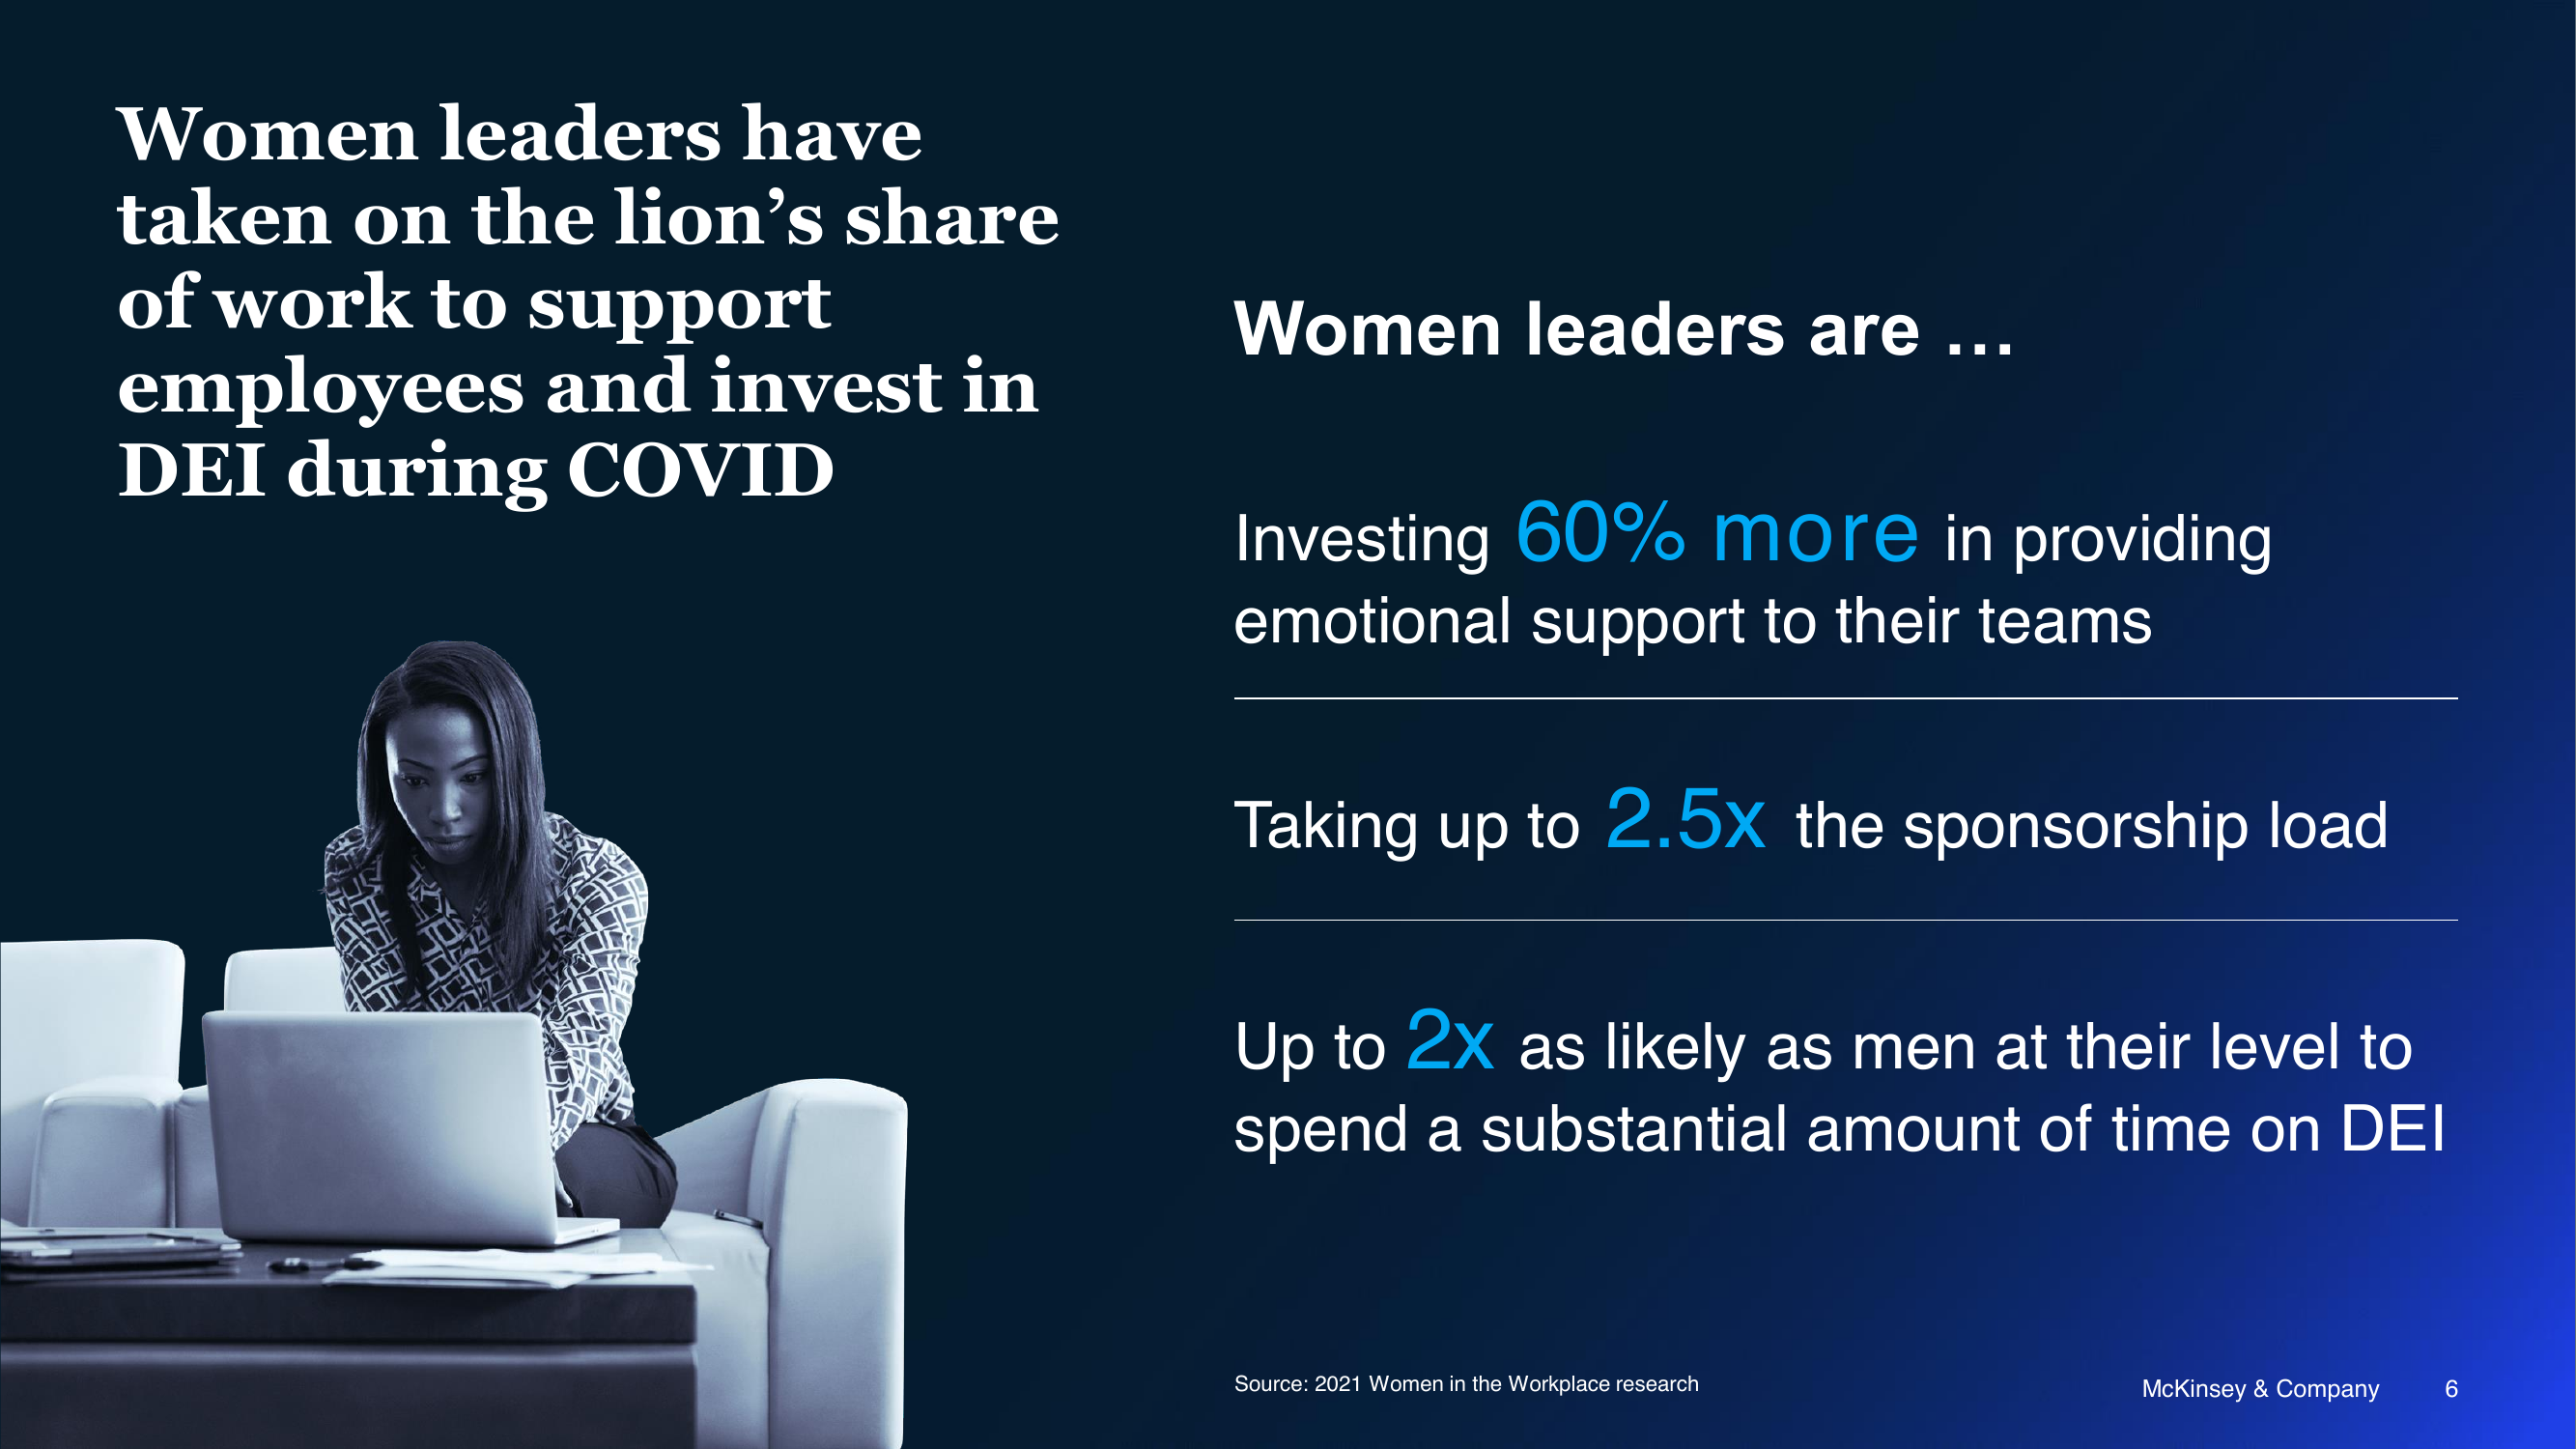 Women leaders have
taken on the lion’s share
of work to support
employees and invest in
DEI during COVID
Women leaders are …
Investing 60% more in providing
emotional support to their teams
Taking up to 2.5x the sponsorship load
Up to 2x as likely as men at their level to
spend a substantial amount of time on DEI
Source: 2021 Women in the Workplace research
McKinsey & Company 6